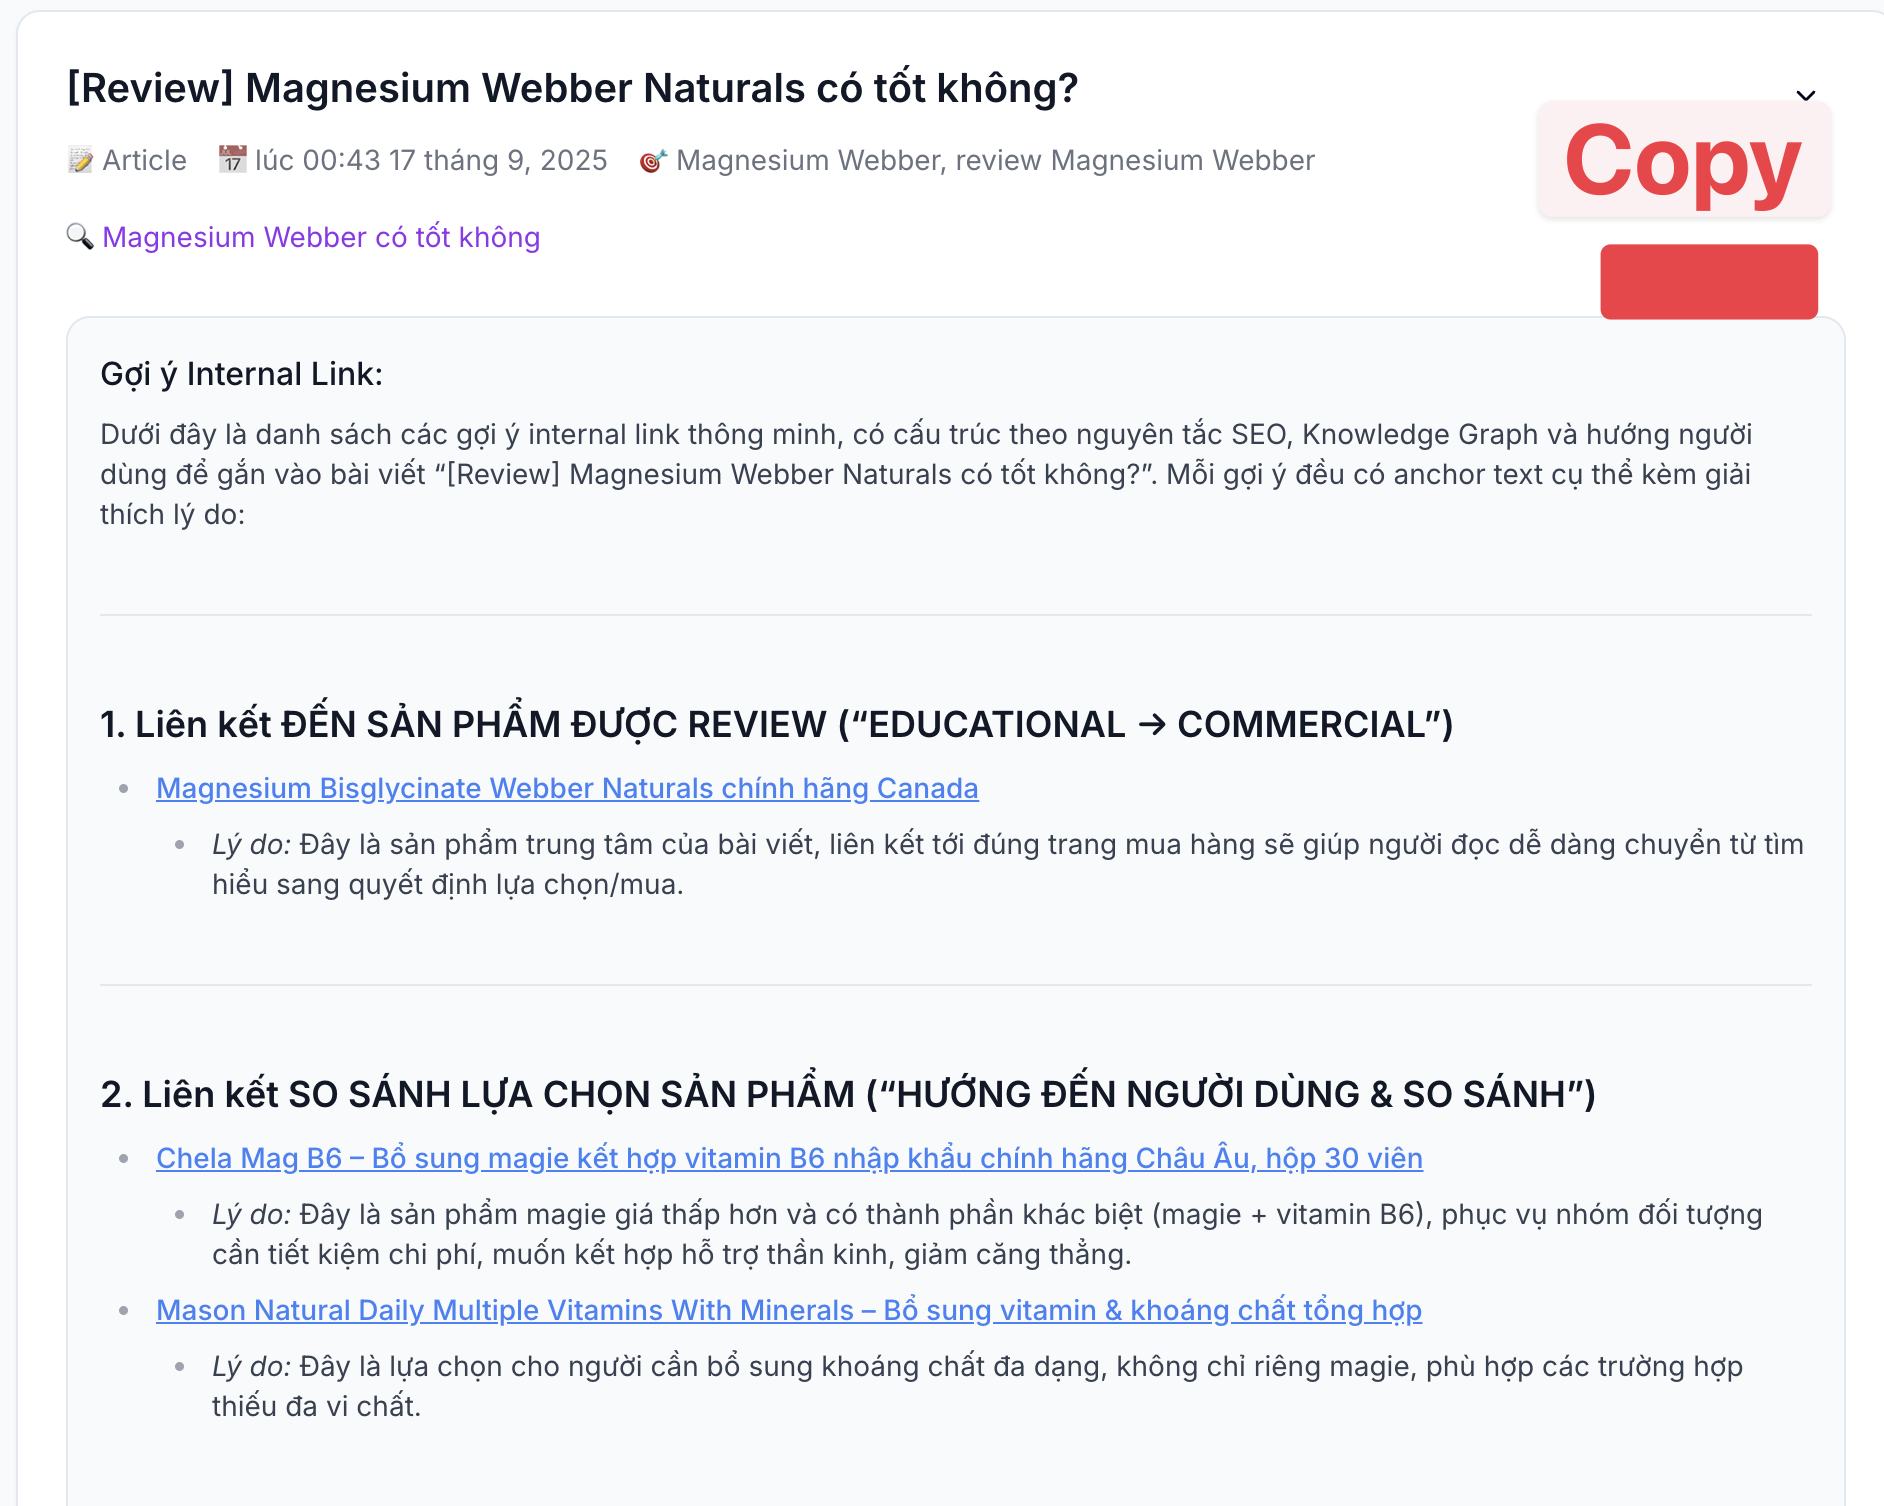 [Review] Magnesium Webber Naturals có tốt không?
📝 Article 📅 lúc 00:43 17 tháng 9, 2025 🎯 Magnesium Webber, review Magnesium Webber
Copy
🔍 Magnesium Webber có tốt không
Gợi ý Internal Link:
Dưới đây là danh sách các gợi ý internal link thông minh, có cấu trúc theo nguyên tắc SEO, Knowledge Graph và hướng người
dùng để gắn vào bài viết “[Review] Magnesium Webber Naturals có tốt không?”. Mỗi gợi ý đều có anchor text cụ thể kèm giải
thích lý do:
1. Liên kết ĐẾN SẢN PHẨM ĐƯỢC REVIEW (“EDUCATIONAL → COMMERCIAL”)
• Magnesium Bisglycinate Webber Naturals chính hãng Canada
• Lý do: Đây là sản phẩm trung tâm của bài viết, liên kết tới đúng trang mua hàng sẽ giúp người đọc dễ dàng chuyển từ tìm
hiểu sang quyết định lựa chọn/mua.
2. Liên kết SO SÁNH LỰA CHỌN SẢN PHẨM (“HƯỚNG ĐẾN NGƯỜI DÙNG & SO SÁNH”)
• Chela Mag B6 – Bổ sung magie kết hợp vitamin B6 nhập khẩu chính hãng Châu Âu, hộp 30 viên
• Lý do: Đây là sản phẩm magie giá thấp hơn và có thành phần khác biệt (magie + vitamin B6), phục vụ nhóm đối tượng
cần tiết kiệm chi phí, muốn kết hợp hỗ trợ thần kinh, giảm căng thẳng.
• Mason Natural Daily Multiple Vitamins With Minerals – Bổ sung vitamin & khoáng chất tổng hợp
• Lý do: Đây là lựa chọn cho người cần bổ sung khoáng chất đa dạng, không chỉ riêng magie, phù hợp các trường hợp
thiếu đa vi chất.